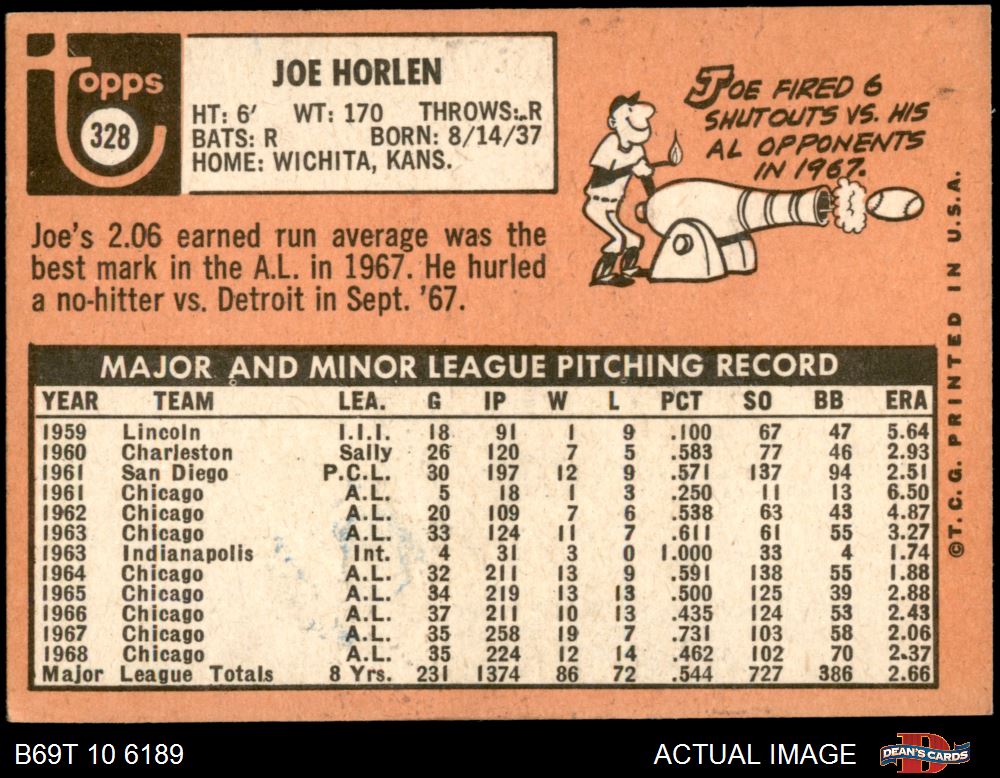 Topps
328
JOE HORLEN
HT: 6' WT: 170 THROWS: R
BATS: R BORN: 8/14/37
HOME: WICHITA, KANS.
JOE FIRED 6
SHUTOUTS VS. HIS
AL OPPONENTS
IN 1967.
Joe's 2.06 earned run average was the
best mark in the A.L. in 1967. He hurled
a no-hitter vs. Detroit in Sept. '67.
©T.C.G. PRINTED IN U.S.A.
MAJOR AND MINOR LEAGUE PITCHING RECORD
YEAR TEAM LEA. G IP W L PCT SO BB ERA
1959 Lincoln I.I.I. 18 91 1 9 .100 67 47 5.64
1960 Charleston Sally 26 120 7 5 .583 77 46 2.93
1961 San Diego P.C.L. 30 197 12 9 .571 137 94 2.51
1961 Chicago A.L. 5 18 1 3 .250 11 13 6.50
1962 Chicago A.L. 20 109 7 6 .538 63 43 4.87
1963 Chicago A.L. 33 124 11 7 .611 61 55 3.27
1963 Indianapolis Int. 4 31 3 0 1.000 33 4 1.74
1964 Chicago A.L. 32 211 13 9 .591 138 55 1.88
1965 Chicago A.L. 34 219 13 13 .500 125 39 2.88
1966 Chicago A.L. 37 211 10 13 .435 124 53 2.43
1967 Chicago A.L. 35 258 19 7 .731 103 58 2.06
1968 Chicago A.L. 35 224 12 14 .462 102 70 2.37
Major League Totals 8 Yrs. 231 1374 86 72 .544 727 386 2.66
B69T 10 6189
ACTUAL IMAGE
DEAN'S CARDS